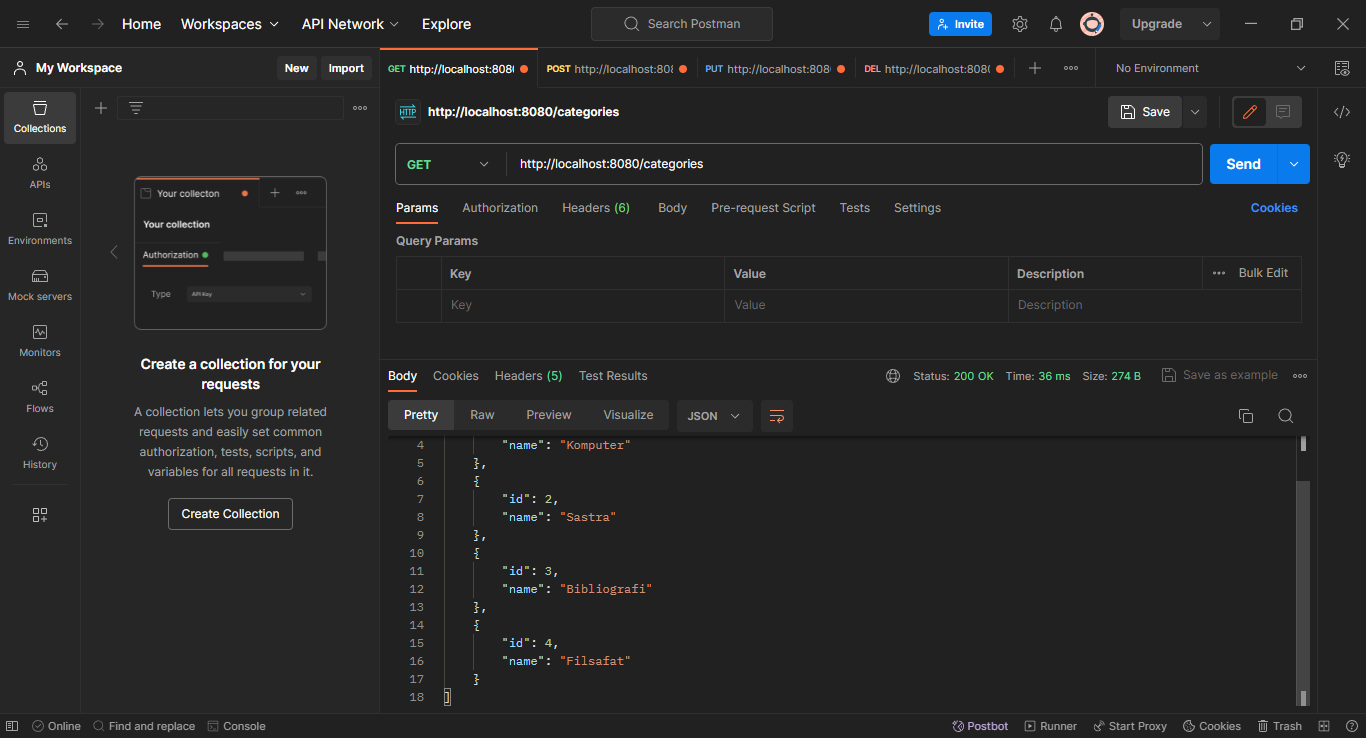 Home Workspaces API Network Explore Search Postman Invite Upgrade
My Workspace New Import
GET http://localhost:8080 POST http://localhost:808 PUT http://localhost:8080 DEL http://localhost:8080 No Environment
Collections
APIs
Environments
Mock servers
Monitors
Flows
History
Your collecton
Your collection
Authorization
Type API Key
Create a collection for your
requests
A collection lets you group related
requests and easily set common
authorization, tests, scripts, and
variables for all requests in it.
Create Collection
HTTP http://localhost:8080/categories Save
GET http://localhost:8080/categories Send
Params Authorization Headers (6) Body Pre-request Script Tests Settings Cookies
Query Params
Key Value Description Bulk Edit
Key Value Description
Body Cookies Headers (5) Test Results Status: 200 OK Time: 36 ms Size: 274 B Save as example
Pretty Raw Preview Visualize JSON
4 "name": "Komputer"
5 },
6 {
7 "id": 2,
8 "name": "Sastra"
9 },
10 {
11 "id": 3,
12 "name": "Bibliografi"
13 },
14 {
15 "id": 4,
16 "name": "Filsafat"
17 }
18 ]
Online Find and replace Console Postbot Runner Start Proxy Cookies Trash